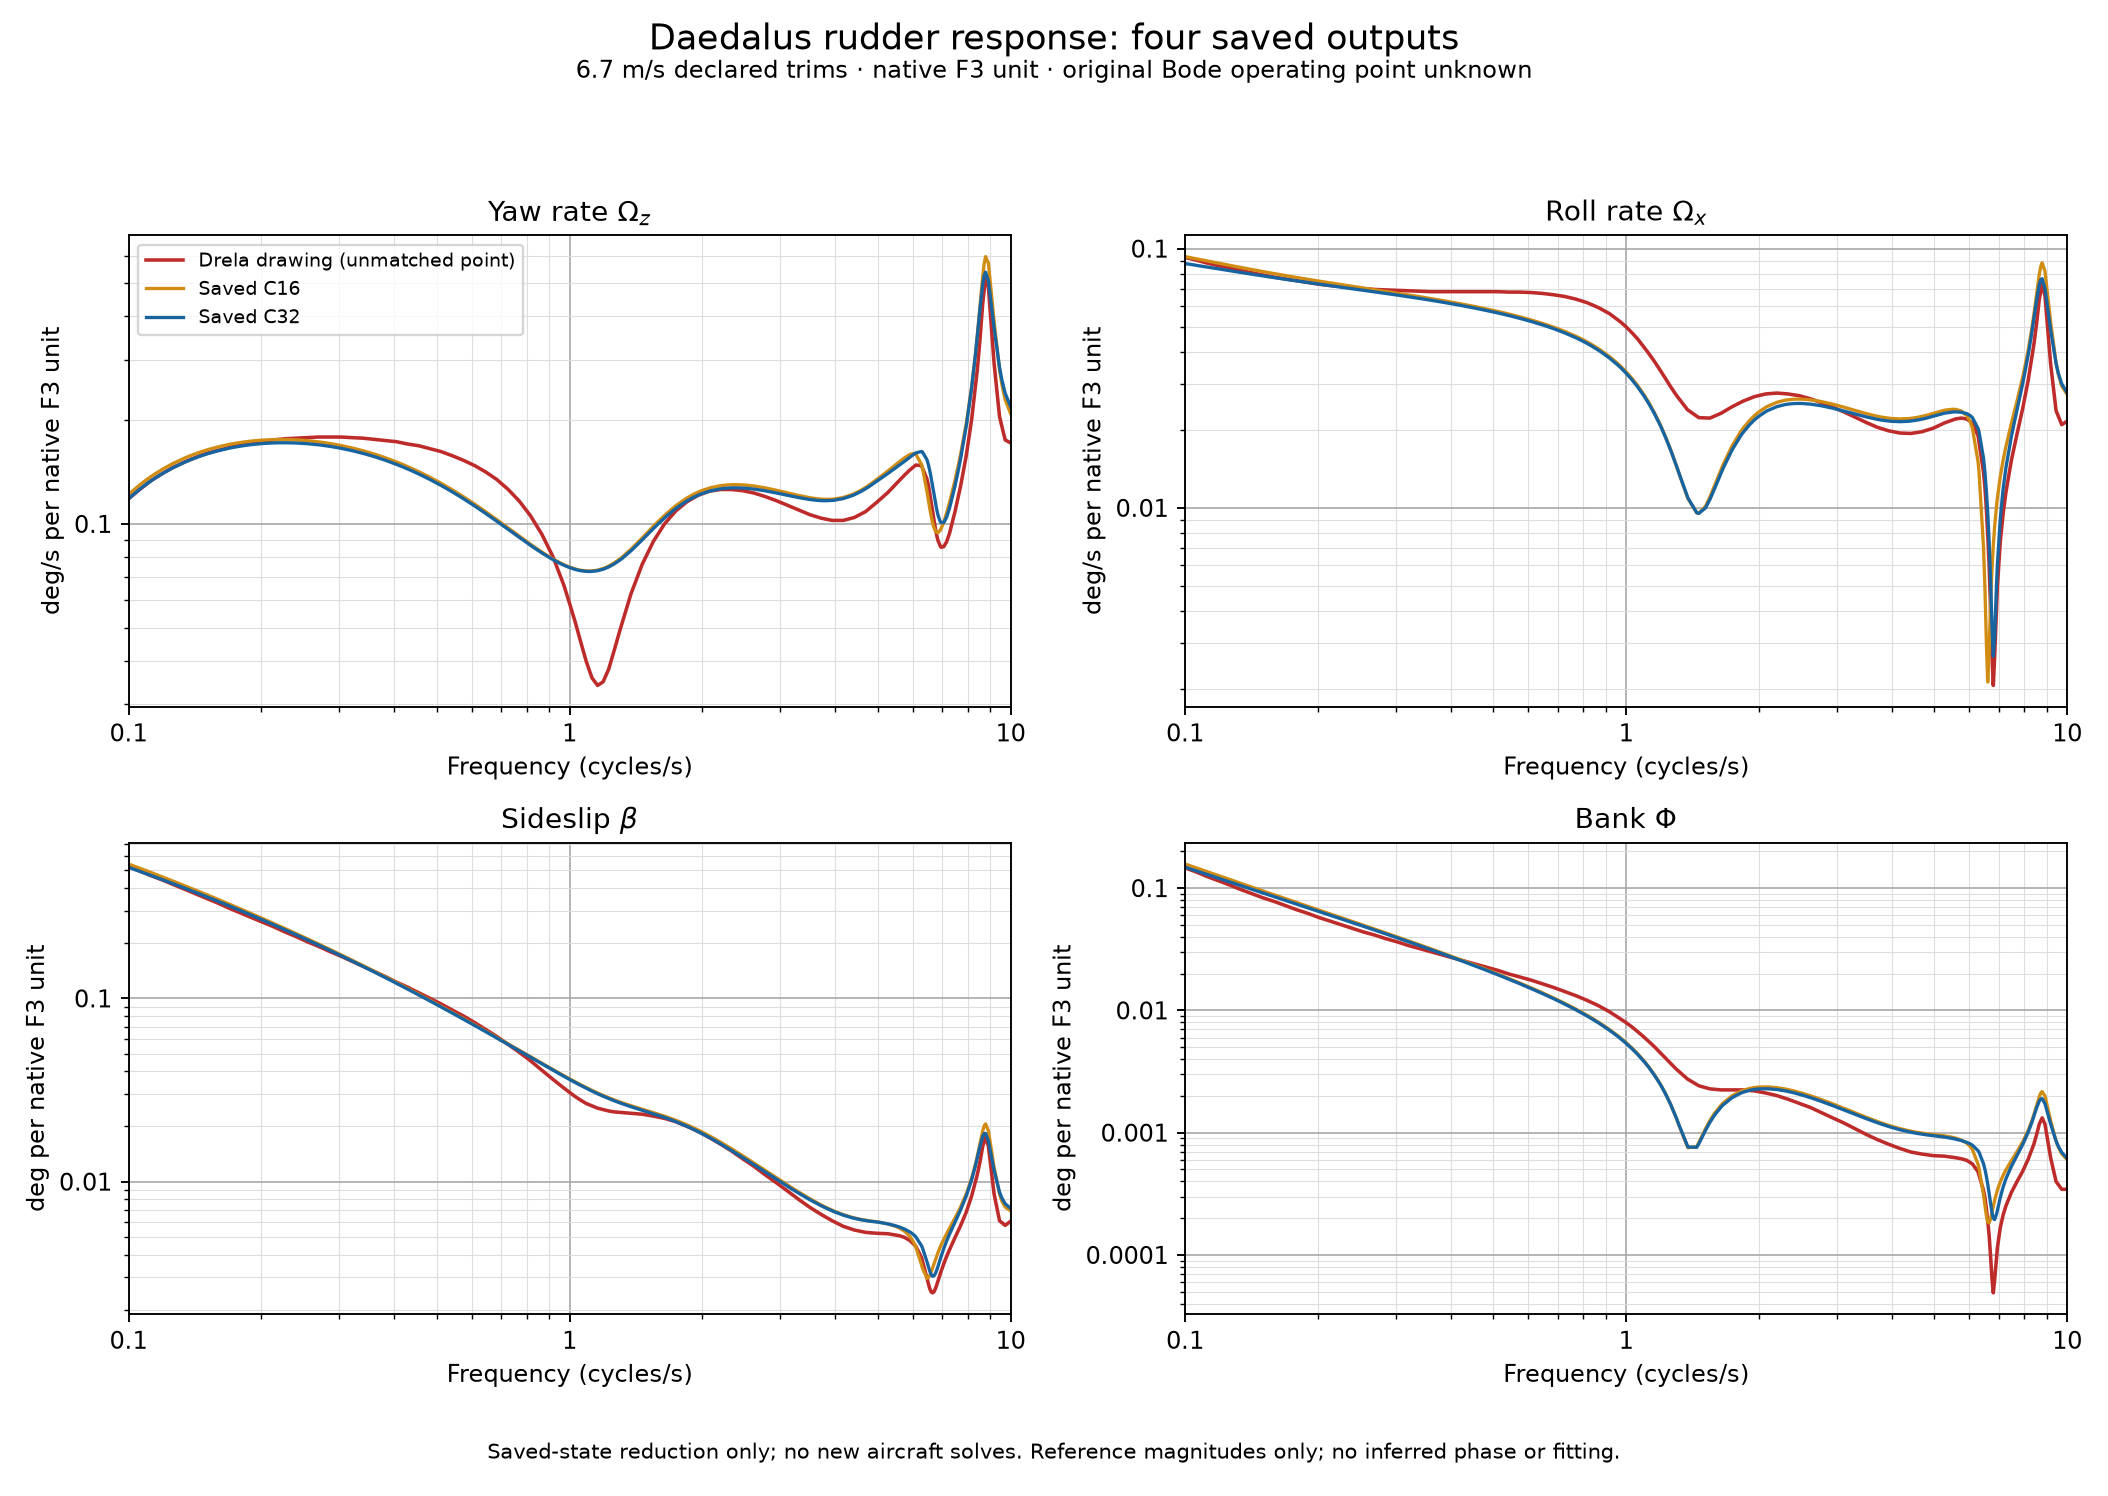 Daedalus rudder response: four saved outputs
6.7 m/s declared trims · native F3 unit · original Bode operating point unknown
Yaw rate Ωz
Drela drawing (unmatched point)
Saved C16
Saved C32
deg/s per native F3 unit
0.1
0.1
1
10
Frequency (cycles/s)
Roll rate Ωx
deg/s per native F3 unit
0.1
0.01
0.1
1
10
Frequency (cycles/s)
Sideslip β
deg per native F3 unit
0.1
0.01
0.1
1
10
Frequency (cycles/s)
Bank Φ
deg per native F3 unit
0.1
0.01
0.001
0.0001
0.1
1
10
Frequency (cycles/s)
Saved-state reduction only; no new aircraft solves. Reference magnitudes only; no inferred phase or fitting.